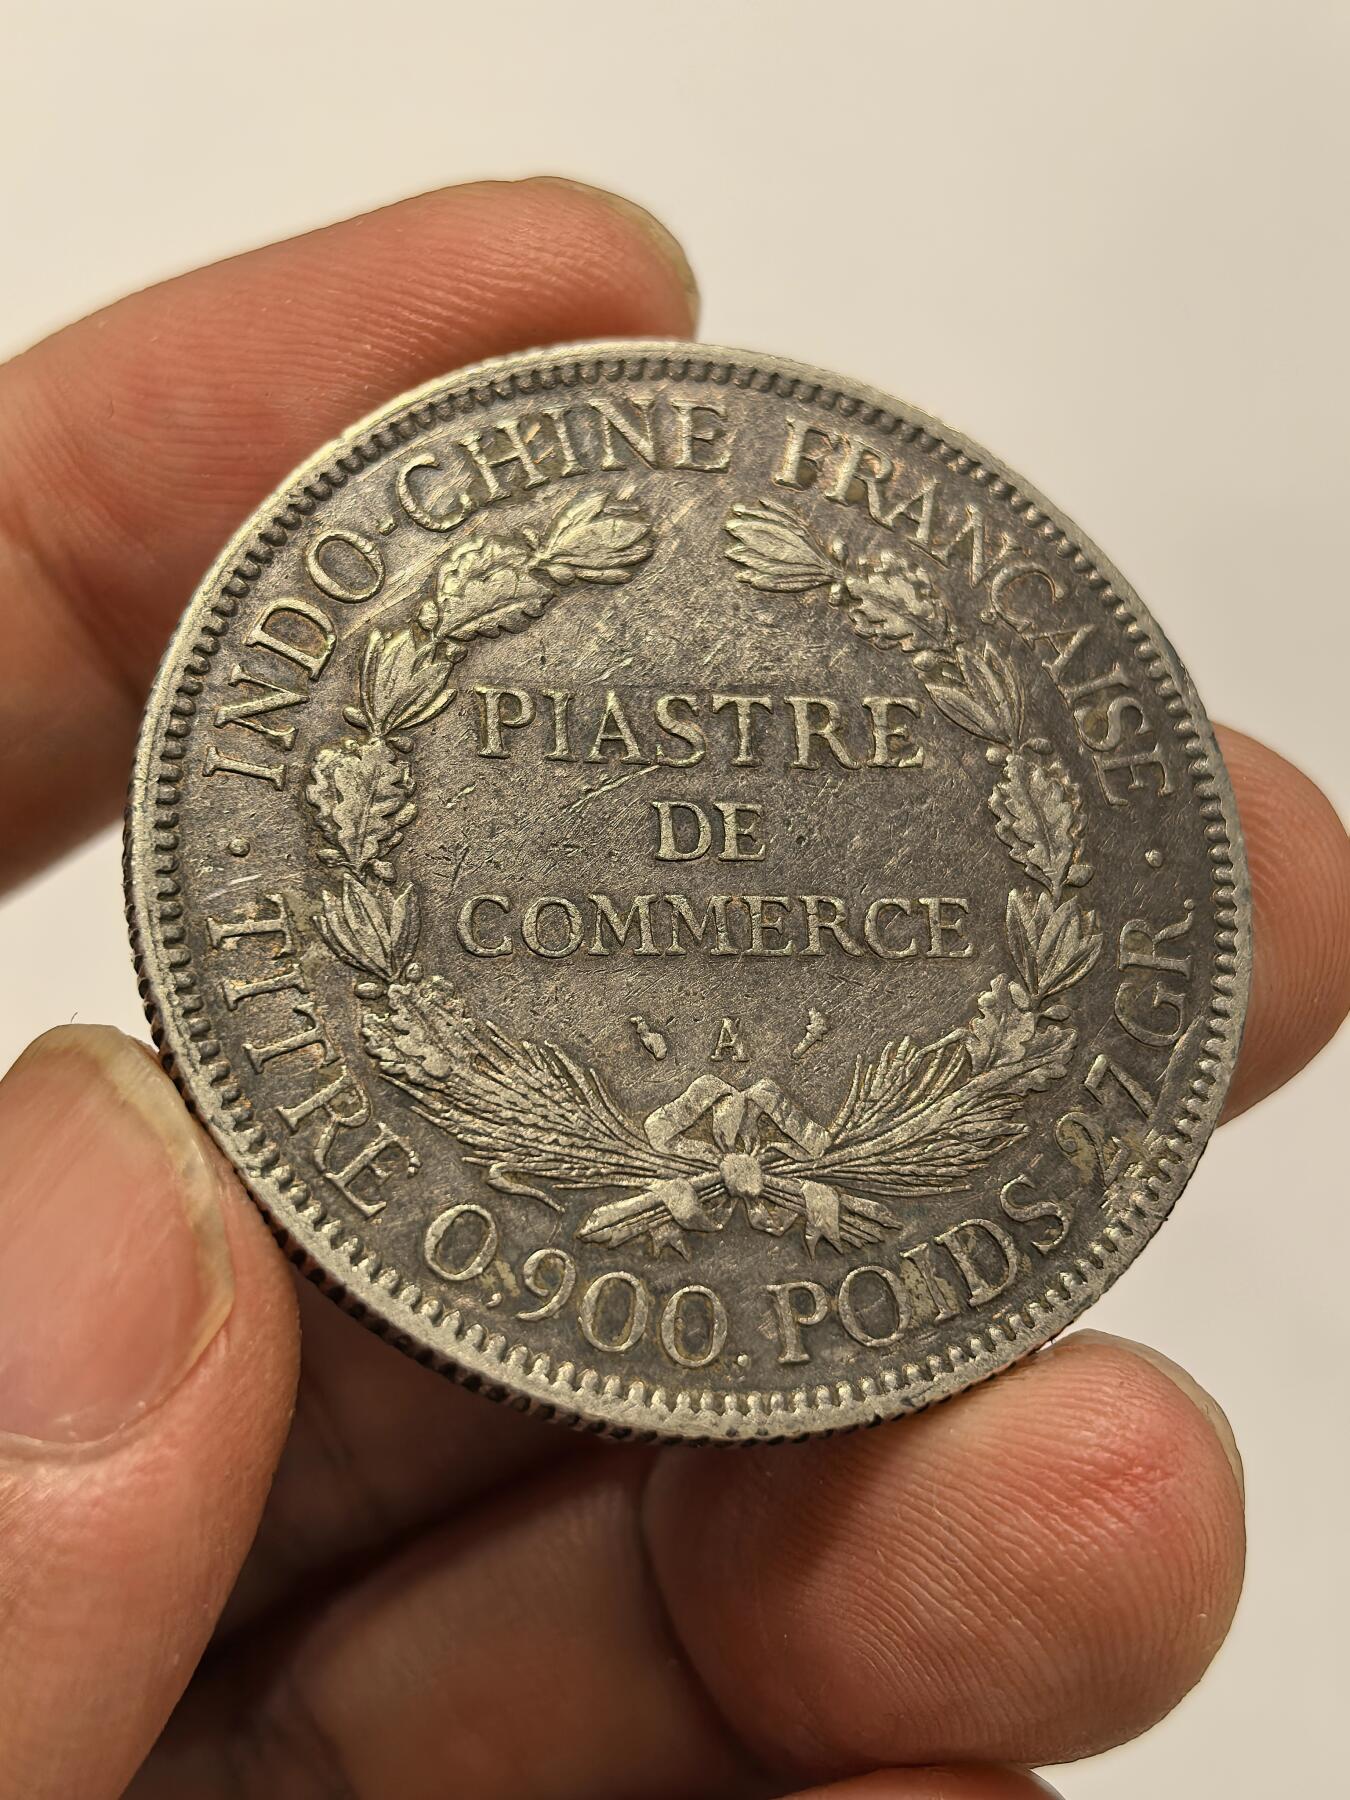 INDO-CHINE FRANÇAISE
PIASTRE
DE
COMMERCE
A
· TITRE 0,900. POIDS 27 GR. ·